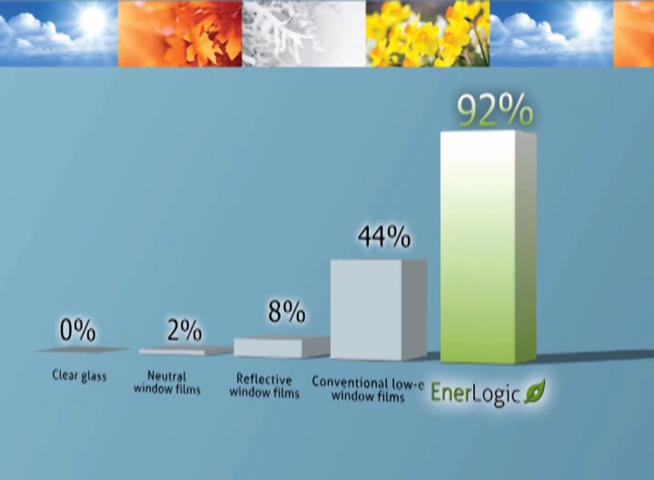 92%
44%
8%
2%
0%
Clear glass
Neutral
window films
Reflective
window films
Conventional low-e
window films
EnerLogic